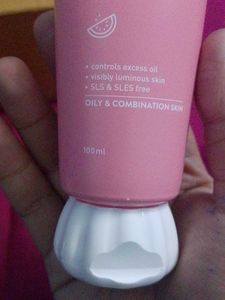 • controls excess oil
• visibly luminous skin
• SLS & SLES free
OILY & COMBINATION SKIN
100ml